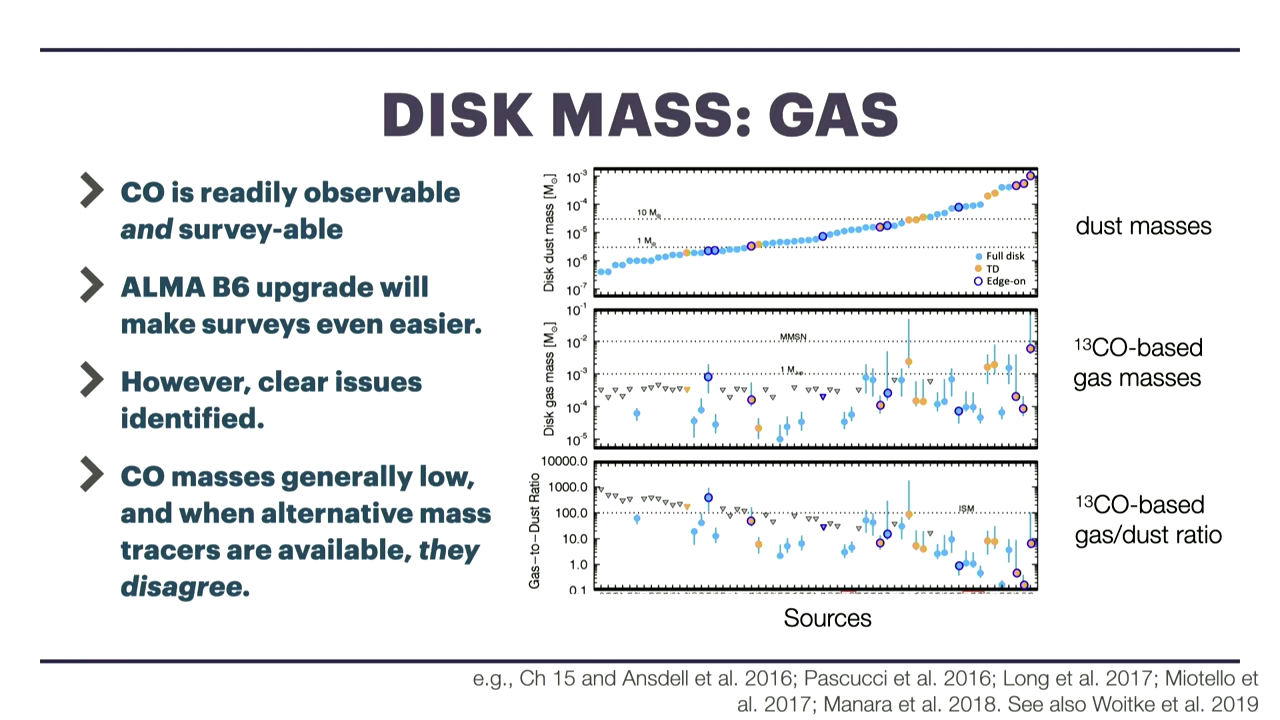 DISK MASS: GAS
CO is readily observable
and survey-able
ALMA B6 upgrade will
make surveys even easier.
However, clear issues
identified.
CO masses generally low,
and when alternative mass
tracers are available, they
disagree.
Disk dust mass [M⊙]
10⁻³
10⁻⁴
10⁻⁵
10⁻⁶
10⁻⁷
10 M⊕
1 M⊕
Full disk
TD
Edge-on
dust masses
Disk gas mass [M⊙]
10⁻¹
10⁻²
10⁻³
10⁻⁴
10⁻⁵
MMSN
1 M
¹³CO-based
gas masses
Gas-to-Dust Ratio
10000.0
1000.0
100.0
10.0
1.0
0.1
ISM
¹³CO-based
gas/dust ratio
Sources
e.g., Ch 15 and Ansdell et al. 2016; Pascucci et al. 2016; Long et al. 2017; Miotello et
al. 2017; Manara et al. 2018. See also Woitke et al. 2019